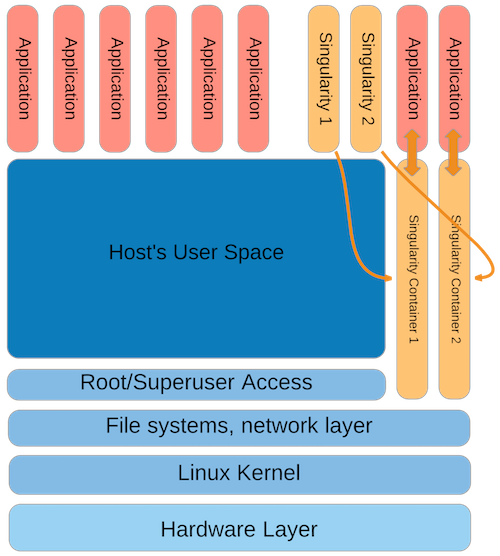 Application
Application
Application
Application
Application
Application
Singularity 1
Singularity 2
Application
Application
Host's User Space
Singularity Container 1
Singularity Container 2
Root/Superuser Access
File systems, network layer
Linux Kernel
Hardware Layer